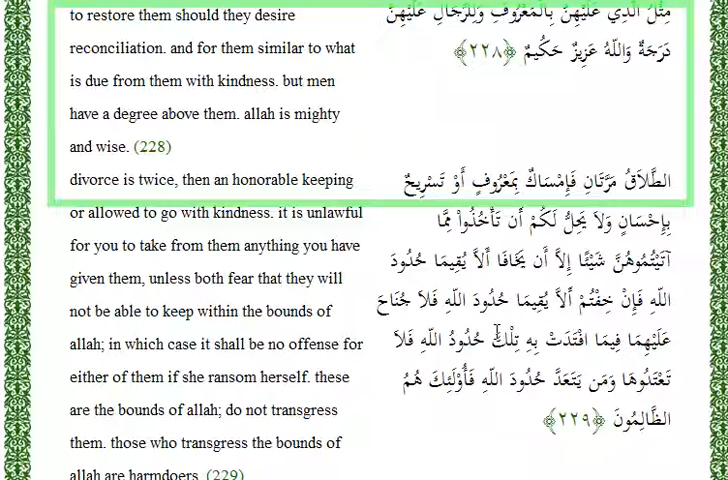 to restore them should they desire
reconciliation. and for them similar to what
is due from them with kindness. but men
have a degree above them. allah is mighty
and wise. (228)
divorce is twice, then an honorable keeping
or allowed to go with kindness. it is unlawful
for you to take from them anything you have
given them, unless both fear that they will
not be able to keep within the bounds of
allah; in which case it shall be no offense for
either of them if she ransom herself. these
are the bounds of allah; do not transgress
them. those who transgress the bounds of
allah are harmdoers. (229)
مِثْلُ الَّذِي عَلَيْهِنَّ بِالْمَعْرُوفِ وَلِلرِّجَالِ عَلَيْهِنَّ
دَرَجَةٌ وَاللّهُ عَزِيزٌ حَكُيمٌ ﴿٢٢٨﴾
الطَّلاَقُ مَرَّتَانِ فَإِمْسَاكٌ بِمَعْرُوفٍ أَوْ تَسْرِيحٌ
بِإِحْسَانٍ وَلاَ يَحِلُّ لَكُمْ أَن تَأْخُذُواْ مِمَّا
آتَيْتُمُوهُنَّ شَيْئًا إِلاَّ أَن يَخَافَا أَلاَّ يُقِيمَا حُدُودَ
اللّهِ فَإِنْ خِفْتُمْ أَلاَّ يُقِيمَا حُدُودَ اللّهِ فَلاَ جُنَاحَ
عَلَيْهِمَا فِيمَا افْتَدَتْ بِهِ تِلْكَ حُدُودُ اللّهِ فَلاَ
تَعْتَدُوهَا وَمَن يَتَعَدَّ حُدُودَ اللّهِ فَأُوْلَئِكَ هُمُ
الظَّالِمُونَ ﴿٢٢٩﴾